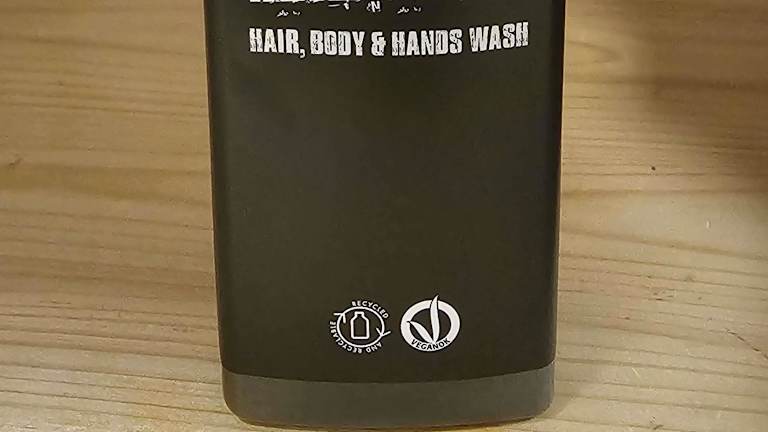 HAIR, BODY & HANDS WASH
RECYCLED
AND RECYCLABLE
VEGANOK